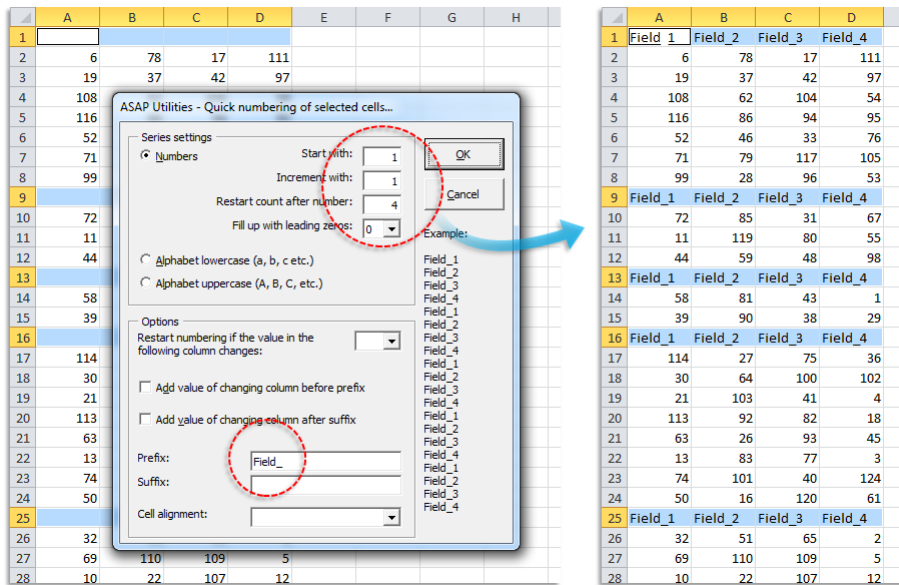 A B C D E F G H
1
2 6 78 17 111
3 19 37 42 97
4 108
5 116
6 52
7 71
8 99
9
10 72
11 11
12 44
13
14 58
15 39
16
17 114
18 30
19 21
20 113
21 63
22 13
23 74
24 50
25
26 32
27 69 110 109 5
28 10 22 107 12
ASAP Utilities - Quick numbering of selected cells...
Series settings
Numbers
Start with: 1
Increment with: 1
Restart count after number: 4
Fill up with leading zeros: 0
Alphabet lowercase (a, b, c etc.)
Alphabet uppercase (A, B, C, etc.)
Options
Restart numbering if the value in the
following column changes:
Add value of changing column before prefix
Add value of changing column after suffix
Prefix: Field_
Suffix:
Cell alignment:
OK
Cancel
Example:
Field_1
Field_2
Field_3
Field_4
Field_1
Field_2
Field_3
Field_4
Field_1
Field_2
Field_3
Field_4
Field_1
Field_2
Field_3
Field_4
Field_1
Field_2
Field_3
Field_4
A B C D
1 Field_1 Field_2 Field_3 Field_4
2 6 78 17 111
3 19 37 42 97
4 108 62 104 54
5 116 86 94 95
6 52 46 33 76
7 71 79 117 105
8 99 28 96 53
9 Field_1 Field_2 Field_3 Field_4
10 72 85 31 67
11 11 119 80 55
12 44 59 48 98
13 Field_1 Field_2 Field_3 Field_4
14 58 81 43 1
15 39 90 38 29
16 Field_1 Field_2 Field_3 Field_4
17 114 27 75 36
18 30 64 100 102
19 21 103 41 4
20 113 92 82 18
21 63 26 93 45
22 13 83 77 3
23 74 101 40 124
24 50 16 120 61
25 Field_1 Field_2 Field_3 Field_4
26 32 51 65 2
27 69 110 109 5
28 10 22 107 12